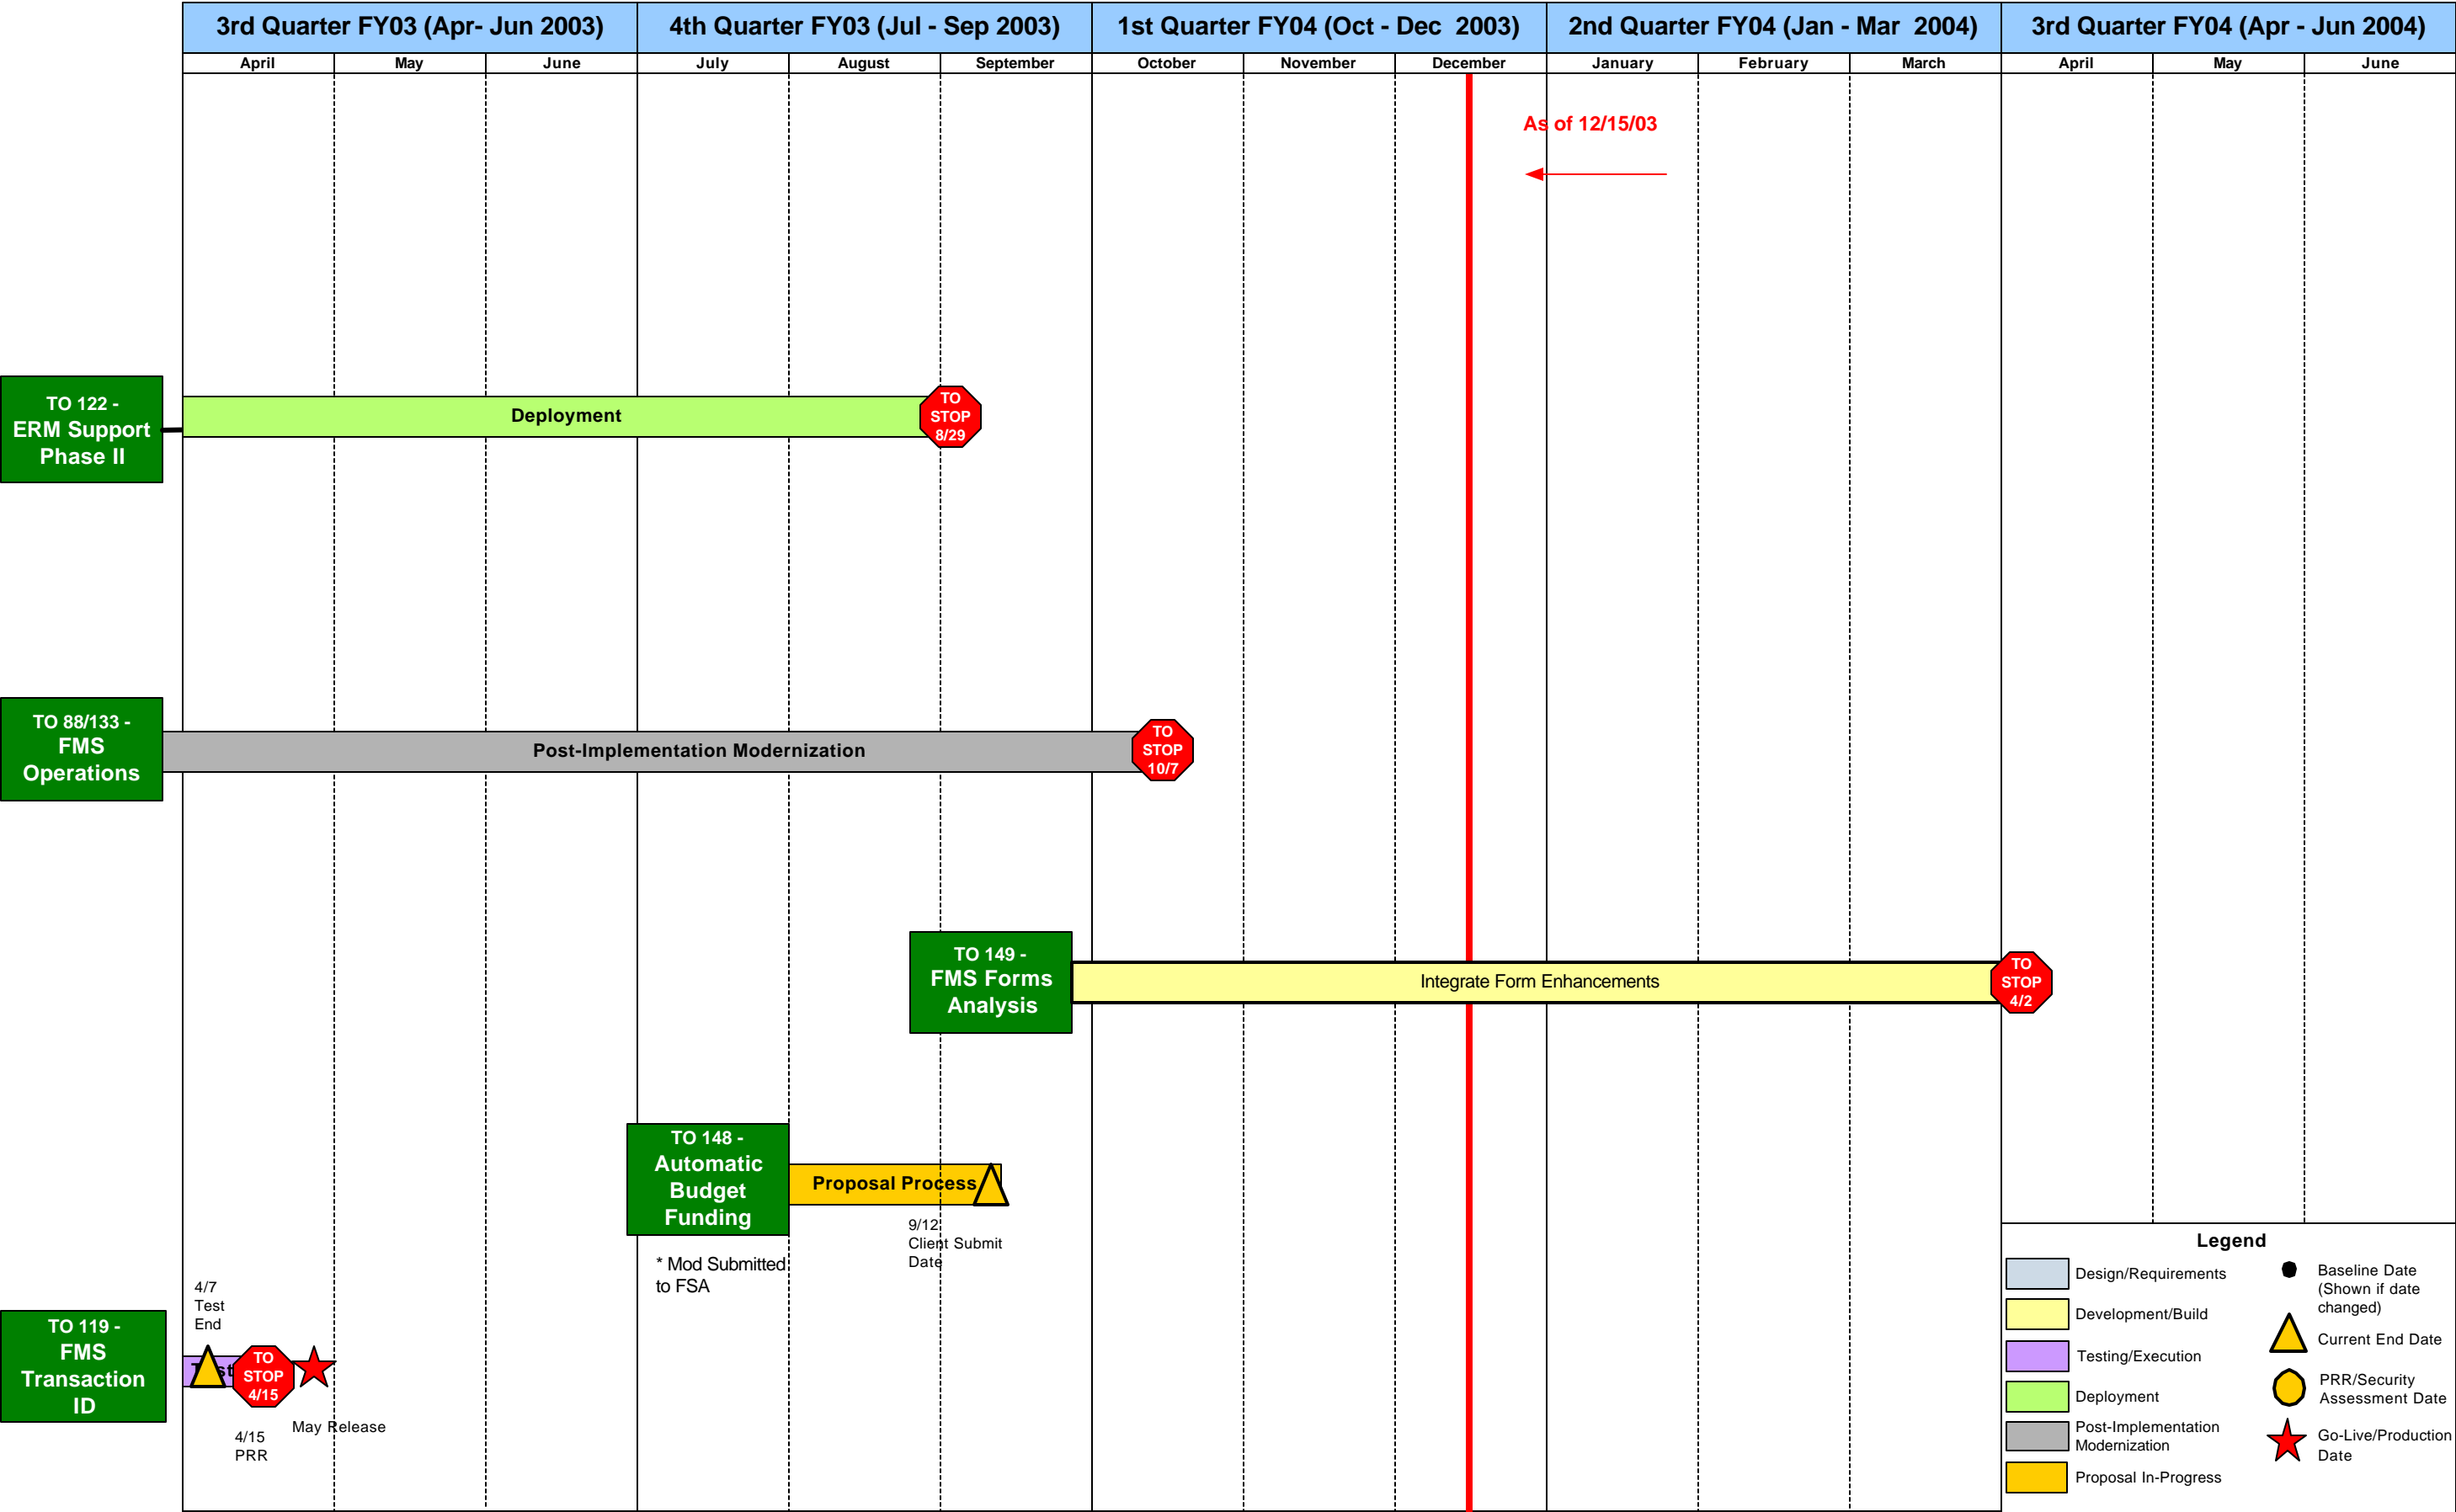 3rd Quarter FY03 (Apr- Jun 2003)
4th Quarter FY03 (Jul - Sep 2003)
1st Quarter FY04 (Oct - Dec  2003)
2nd Quarter FY04 (Jan - Mar  2004)
3rd Quarter FY04 (Apr - Jun 2004)
April
May
June
July
August
September
October
November
December
January
February
March
April
May
June
As of 12/15/03
TO 122 -
ERM Support
Phase II
Deployment
TO
STOP
8/29
TO 88/133 -
FMS
Operations
Post-Implementation Modernization
TO
STOP
10/7
TO 149 -
FMS Forms
Analysis
Integrate Form Enhancements
TO
STOP
4/2
TO 148 -
Automatic
Budget
Funding
Proposal Process
9/12
Client Submit
Date
* Mod Submitted
to FSA
4/7
Test
End
TO 119 -
FMS
Transaction
ID
Test
TO
STOP
4/15
4/15
PRR
May Release
Legend
Design/Requirements
Development/Build
Testing/Execution
Deployment
Post-Implementation
Modernization
Proposal In-Progress
Baseline Date
(Shown if date
changed)
Current End Date
PRR/Security
Assessment Date
Go-Live/Production
Date